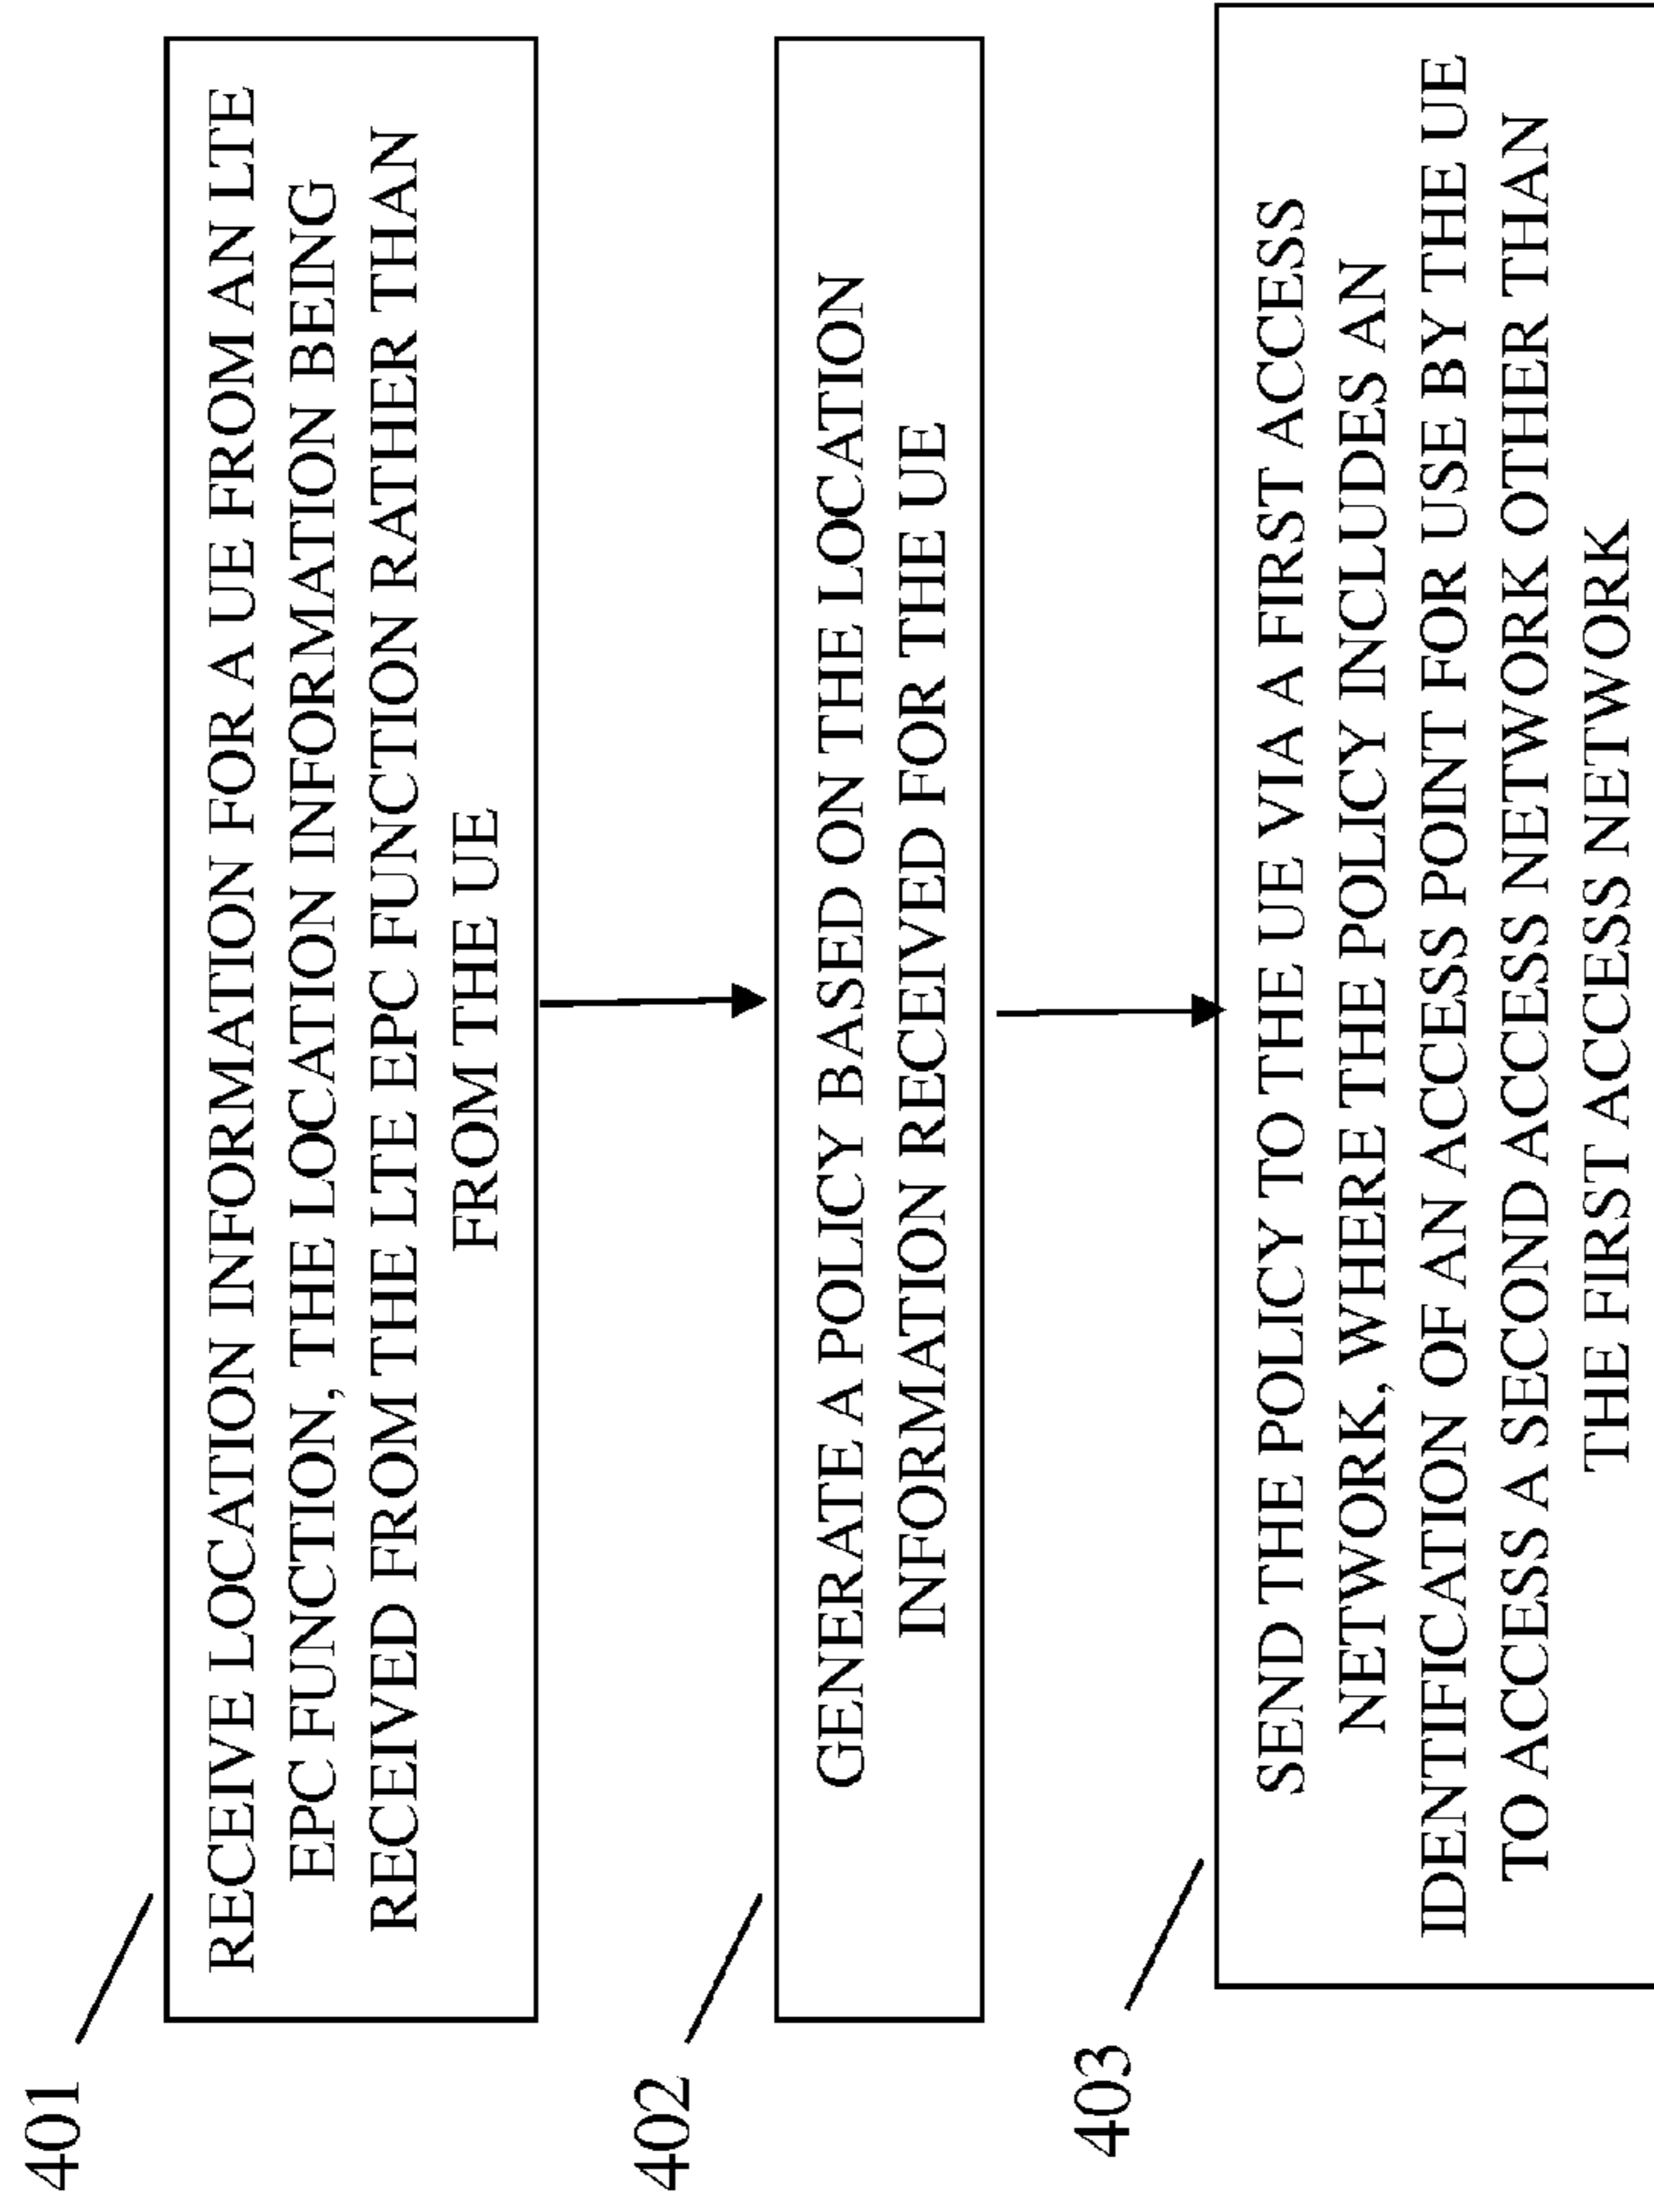 401
RECEIVE LOCATION INFORMATION FOR A UE FROM AN LTE
EPC FUNCTION, THE LOCATION INFORMATION BEING
RECEIVED FROM THE LTE EPC FUNCTION RATHER THAN
FROM THE UE
402
GENERATE A POLICY BASED ON THE LOCATION
INFORMATION RECEIVED FOR THE UE
403
SEND THE POLICY TO THE UE VIA A FIRST ACCESS
NETWORK, WHERE THE POLICY INCLUDES AN
IDENTIFICATION OF AN ACCESS POINT FOR USE BY THE UE
TO ACCESS A SECOND ACCESS NETWORK OTHER THAN
THE FIRST ACCESS NETWORK